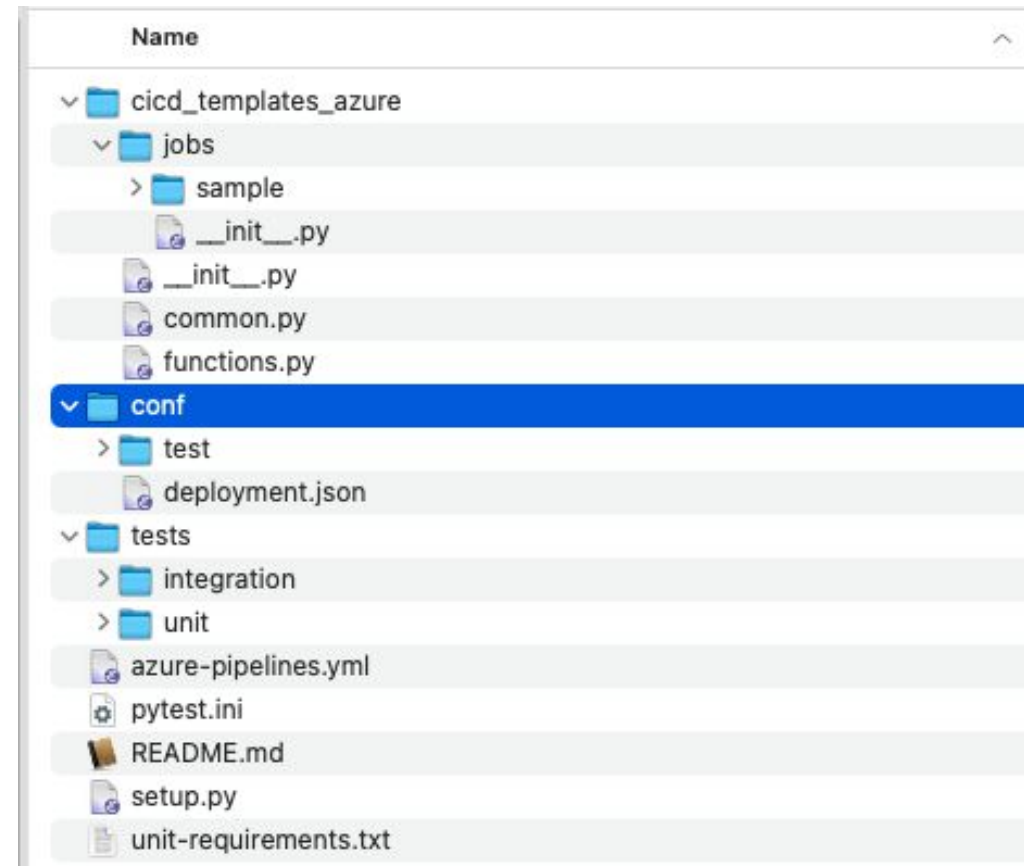 Name
cicd_templates_azure
jobs
sample
__init__.py
__init__.py
common.py
functions.py
conf
test
deployment.json
tests
integration
unit
azure-pipelines.yml
pytest.ini
README.md
setup.py
unit-requirements.txt